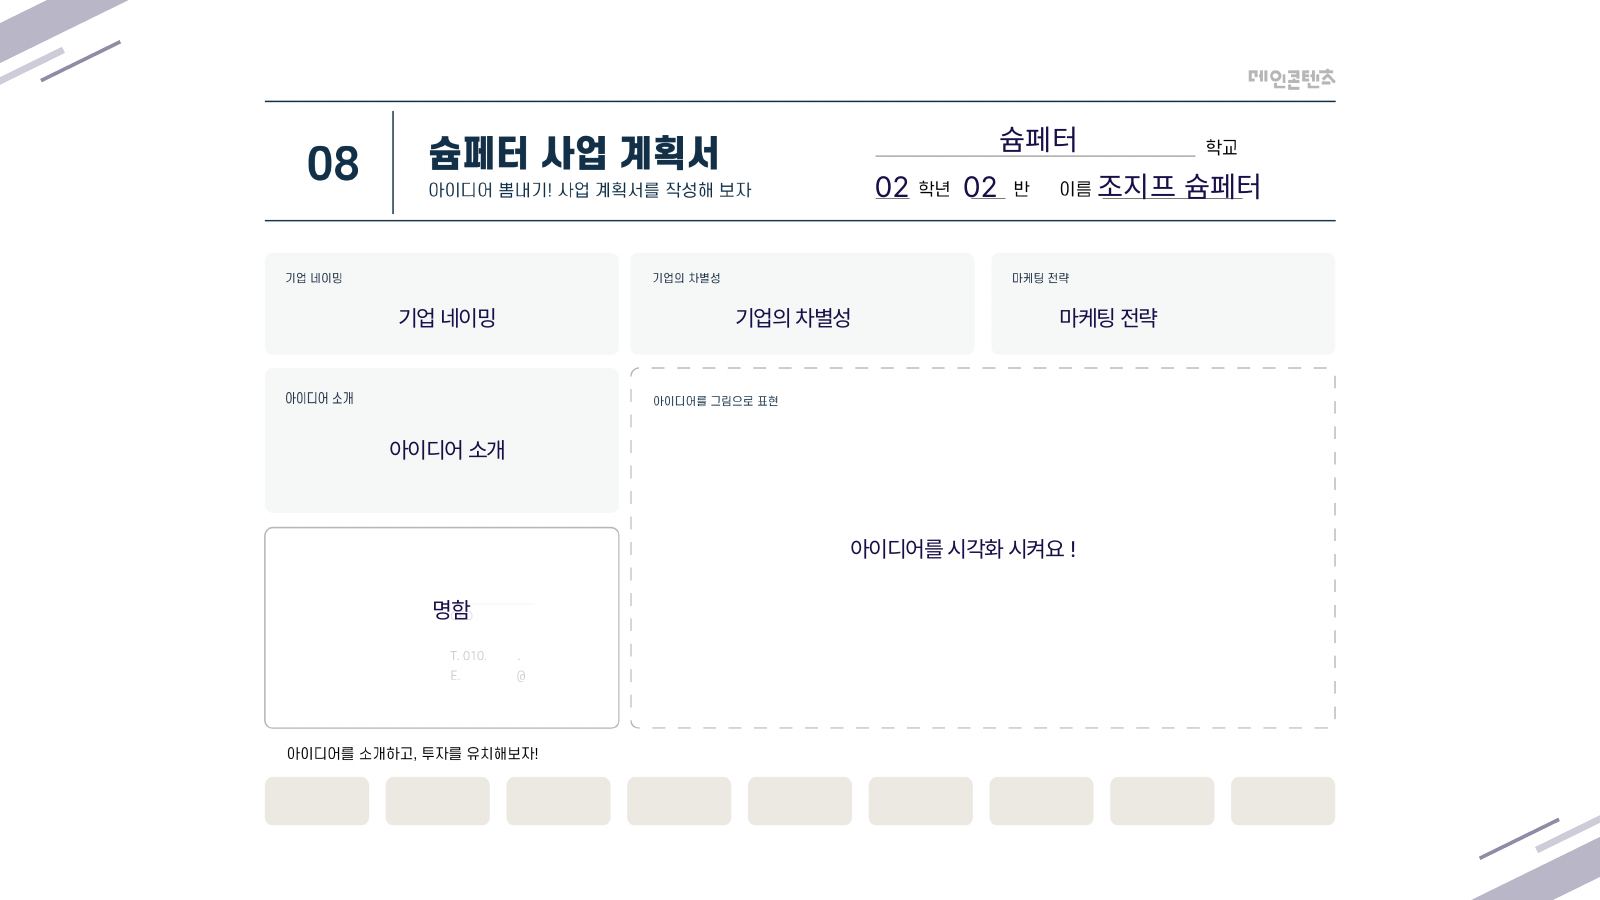 메인콘텐츠
08
슘페터 사업 계획서
아이디어 뽐내기! 사업 계획서를 작성해 보자
슘페터 학교
02 학년 02 반 이름 조지프 슘페터
기업 네이밍
기업 네이밍
기업의 차별성
기업의 차별성
마케팅 전략
마케팅 전략
아이디어 소개
아이디어 소개
아이디어를 그림으로 표현
아이디어를 시각화 시켜요 !
명함
T. 010. .
E. @
아이디어를 소개하고, 투자를 유치해보자!